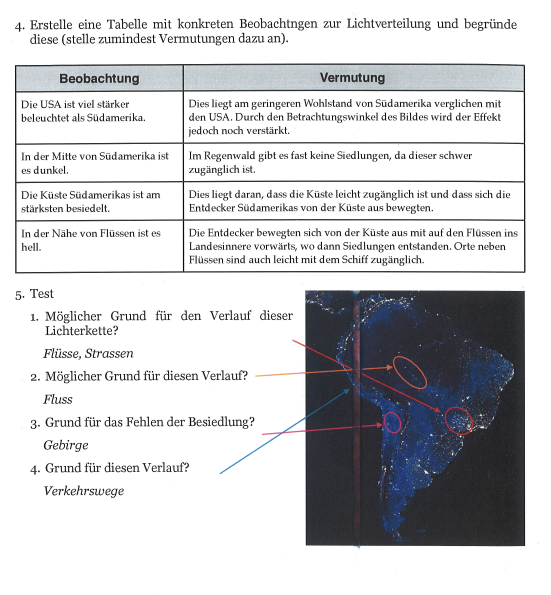 4. Erstelle eine Tabelle mit konkreten Beobachtngen zur Lichtverteilung und begründe
diese (stelle zumindest Vermutungen dazu an).
Beobachtung
Vermutung
Die USA ist viel stärker
beleuchtet als Südamerika.
Dies liegt am geringeren Wohlstand von Südamerika verglichen mit
den USA. Durch den Betrachtungswinkel des Bildes wird der Effekt
jedoch noch verstärkt.
In der Mitte von Südamerika ist
es dunkel.
Im Regenwald gibt es fast keine Siedlungen, da dieser schwer
zugänglich ist.
Die Küste Südamerikas ist am
stärksten besiedelt.
Dies liegt daran, dass die Küste leicht zugänglich ist und dass sich die
Entdecker Südamerikas von der Küste aus bewegten.
In der Nähe von Flüssen ist es
hell.
Die Entdecker bewegten sich von der Küste aus mit auf den Flüssen ins
Landesinnere vorwärts, wo dann Siedlungen entstanden. Orte neben
Flüssen sind auch leicht mit dem Schiff zugänglich.
5. Test
1. Möglicher Grund für den Verlauf dieser
Lichterkette?
Flüsse, Strassen
2. Möglicher Grund für diesen Verlauf?
Fluss
3. Grund für das Fehlen der Besiedlung?
Gebirge
4. Grund für diesen Verlauf?
Verkehrswege